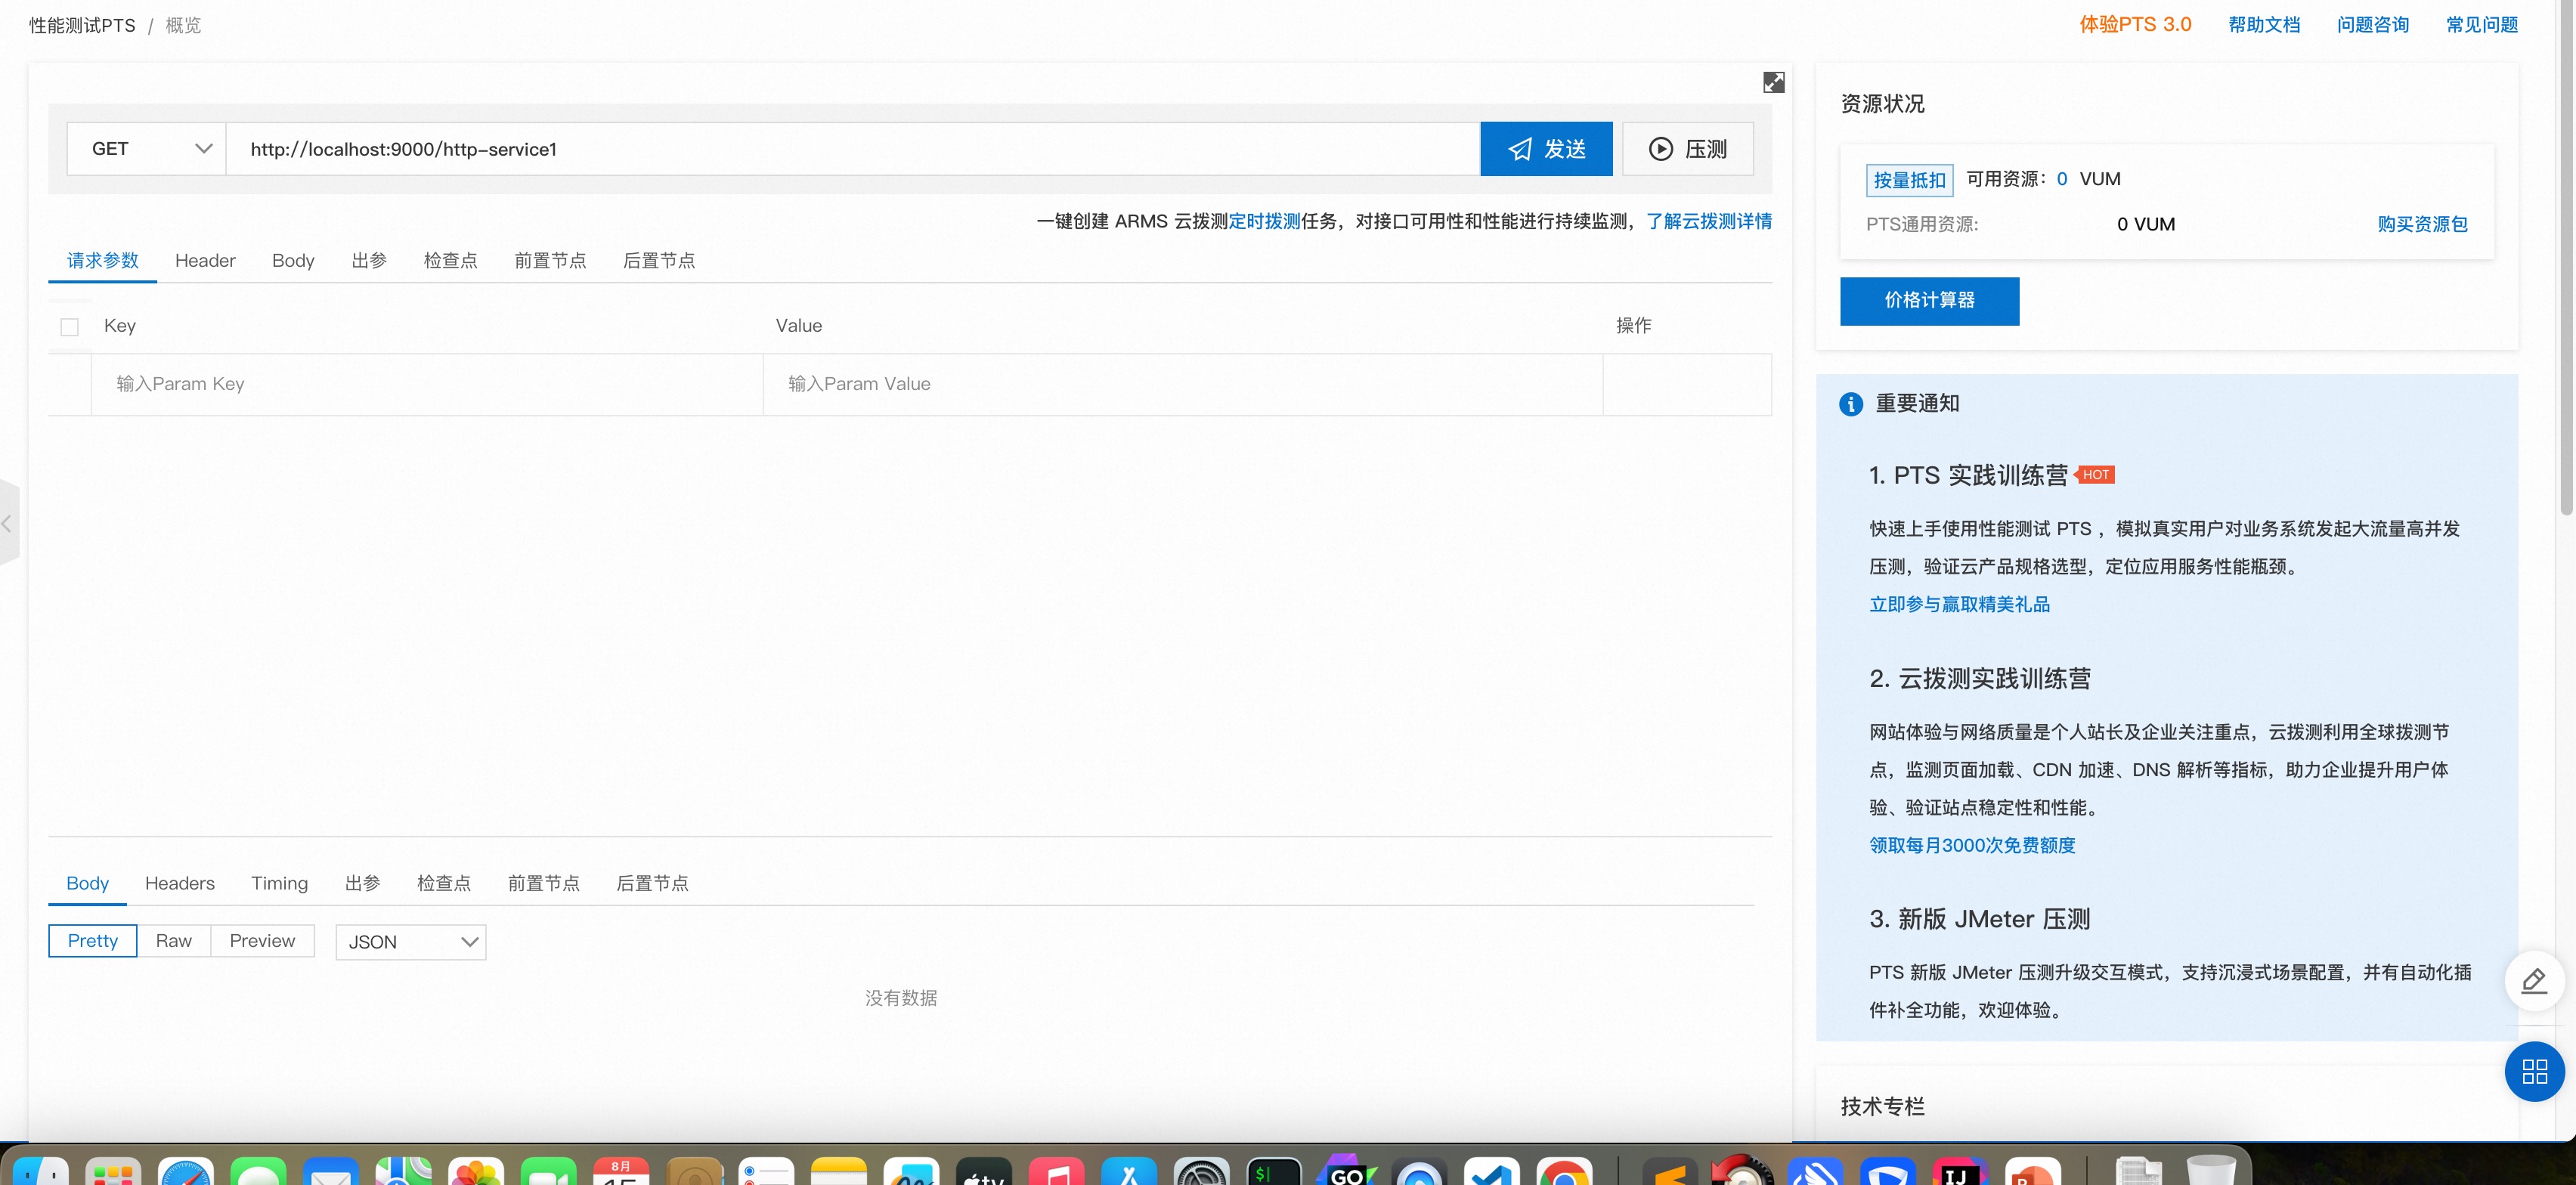 性能测试PTS / 概览
体验PTS 3.0 帮助文档 问题咨询 常见问题
GET http://localhost:9000/http-service1 发送 压测
一键创建 ARMS 云拨测定时拨测任务，对接口可用性和性能进行持续监测，了解云拨测详情
请求参数 Header Body 出参 检查点 前置节点 后置节点
Key Value 操作
输入Param Key 输入Param Value
Body Headers Timing 出参 检查点 前置节点 后置节点
Pretty Raw Preview JSON
没有数据
资源状况
按量抵扣 可用资源：0 VUM
PTS通用资源: 0 VUM 购买资源包
价格计算器
重要通知
1. PTS 实践训练营 HOT
快速上手使用性能测试 PTS ，模拟真实用户对业务系统发起大流量高并发
压测，验证云产品规格选型，定位应用服务性能瓶颈。
立即参与赢取精美礼品
2. 云拨测实践训练营
网站体验与网络质量是个人站长及企业关注重点，云拨测利用全球拨测节
点，监测页面加载、CDN 加速、DNS 解析等指标，助力企业提升用户体
验、验证站点稳定性和性能。
领取每月3000次免费额度
3. 新版 JMeter 压测
PTS 新版 JMeter 压测升级交互模式，支持沉浸式场景配置，并有自动化插
件补全功能，欢迎体验。
技术专栏
8月
15
tv
$
GO
IJ